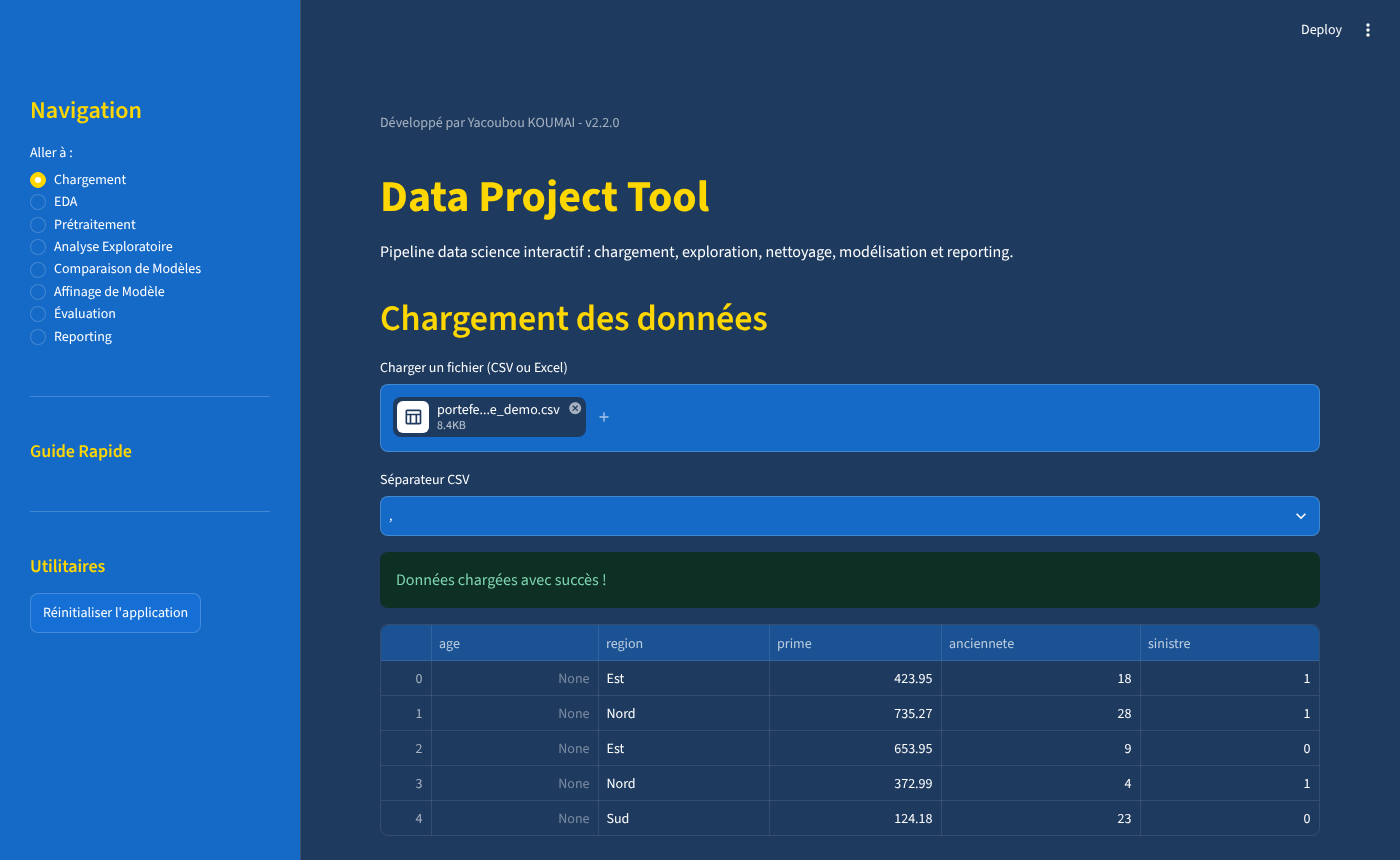 Deploy
Navigation
Aller à :
Chargement
EDA
Prétraitement
Analyse Exploratoire
Comparaison de Modèles
Affinage de Modèle
Évaluation
Reporting
Guide Rapide
Utilitaires
Réinitialiser l'application
Développé par Yacoubou KOUMAI - v2.2.0
Data Project Tool
Pipeline data science interactif : chargement, exploration, nettoyage, modélisation et reporting.
Chargement des données
Charger un fichier (CSV ou Excel)
portefe...e_demo.csv
8.4KB
Séparateur CSV
,
Données chargées avec succès !
age region prime anciennete sinistre
0 None Est 423.95 18 1
1 None Nord 735.27 28 1
2 None Est 653.95 9 0
3 None Nord 372.99 4 1
4 None Sud 124.18 23 0